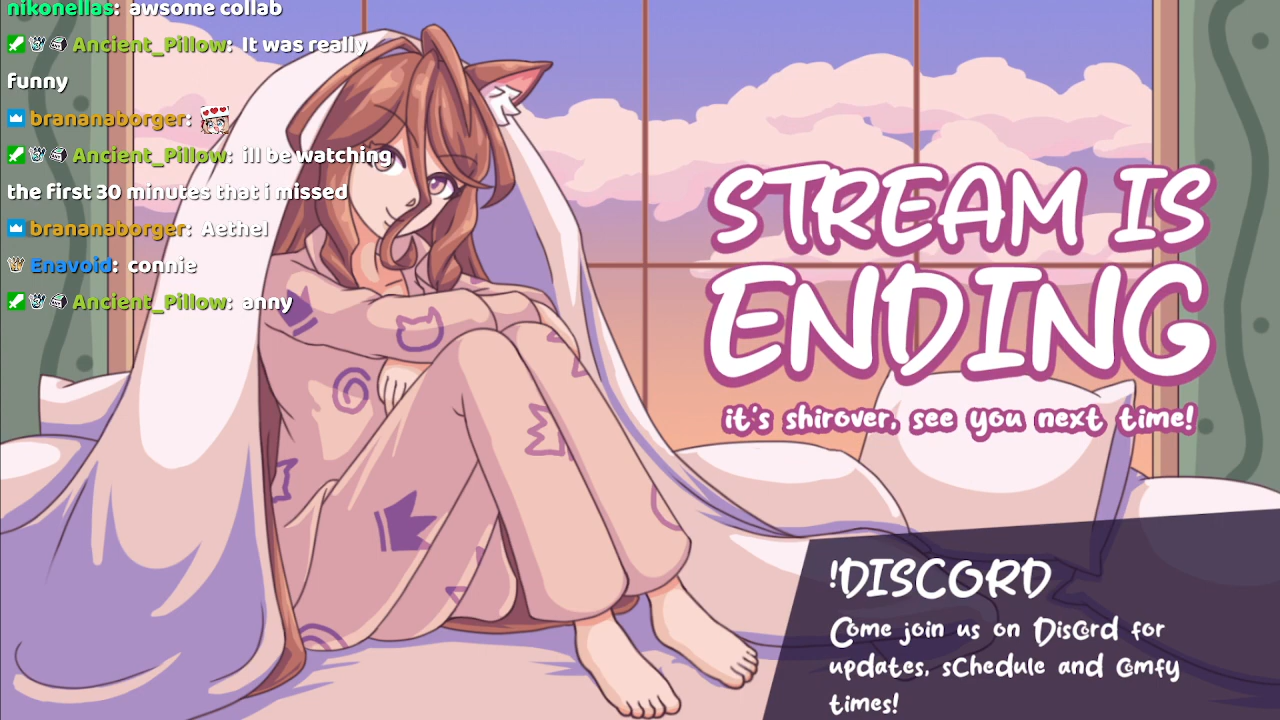 nikonellas: awsome collab
Ancient_Pillow: It was really
funny
brananaborger:
Ancient_Pillow: ill be watching
the first 30 minutes that i missed
brananaborger: Aethel
Enavoid: connie
Ancient_Pillow: anny
STREAM IS
ENDING
it's shirover, see you next time!
!DISCORD
Come join us on Discord for
updates, schedule and comfy
times!